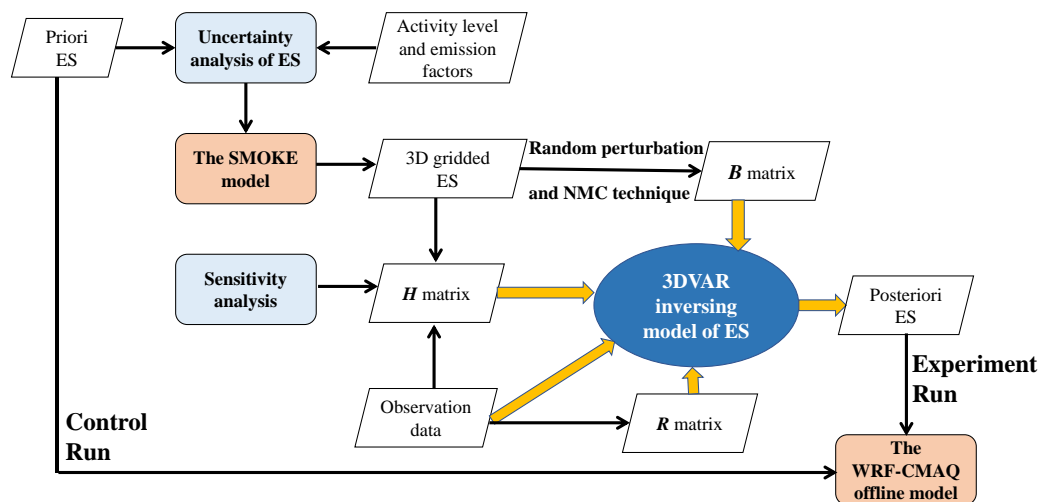 Priori
ES
Uncertainty
analysis of ES
Activity level
and emission
factors
The SMOKE
model
3D gridded
ES
Random perturbation
and NMC technique
B matrix
Sensitivity
analysis
H matrix
3DVAR
inversing
model of ES
Posteriori
ES
Experiment
Run
Control
Run
Observation
data
R matrix
The
WRF-CMAQ
offline model